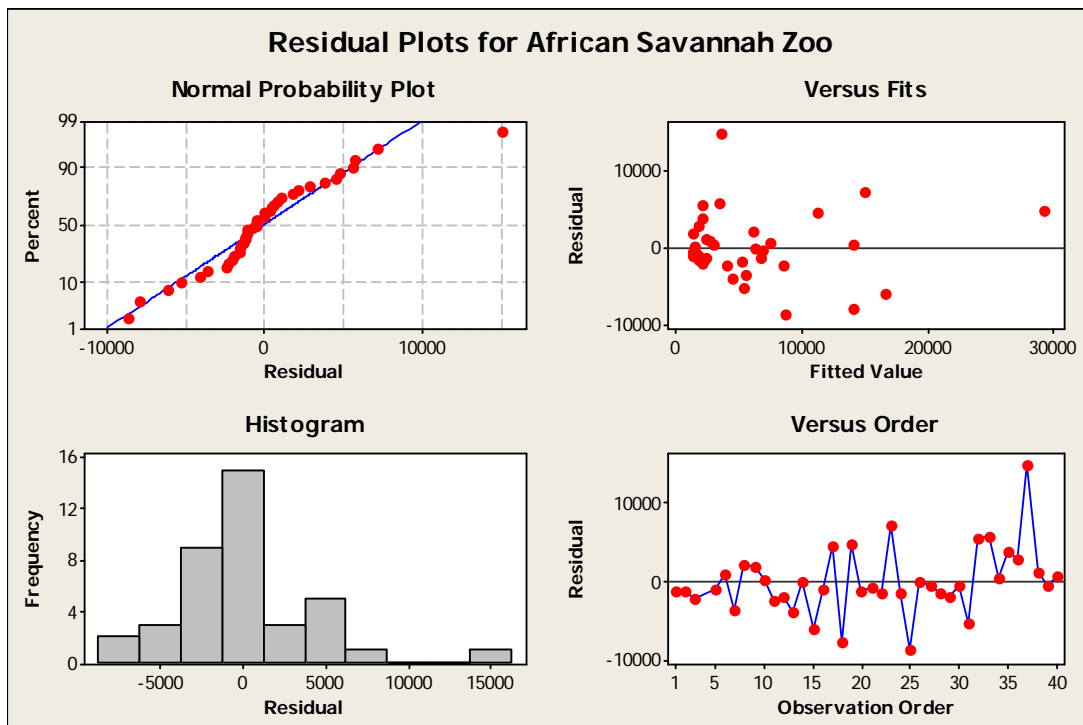 Residual Plots for African Savannah Zoo
Normal Probability Plot
99
90
50
10
1
Percent
-10000 0 10000
Residual
Versus Fits
10000
0
-10000
Residual
0 10000 20000 30000
Fitted Value
Histogram
16
12
8
4
0
Frequency
-5000 0 5000 10000 15000
Residual
Versus Order
10000
0
-10000
Residual
1 5 10 15 20 25 30 35 40
Observation Order